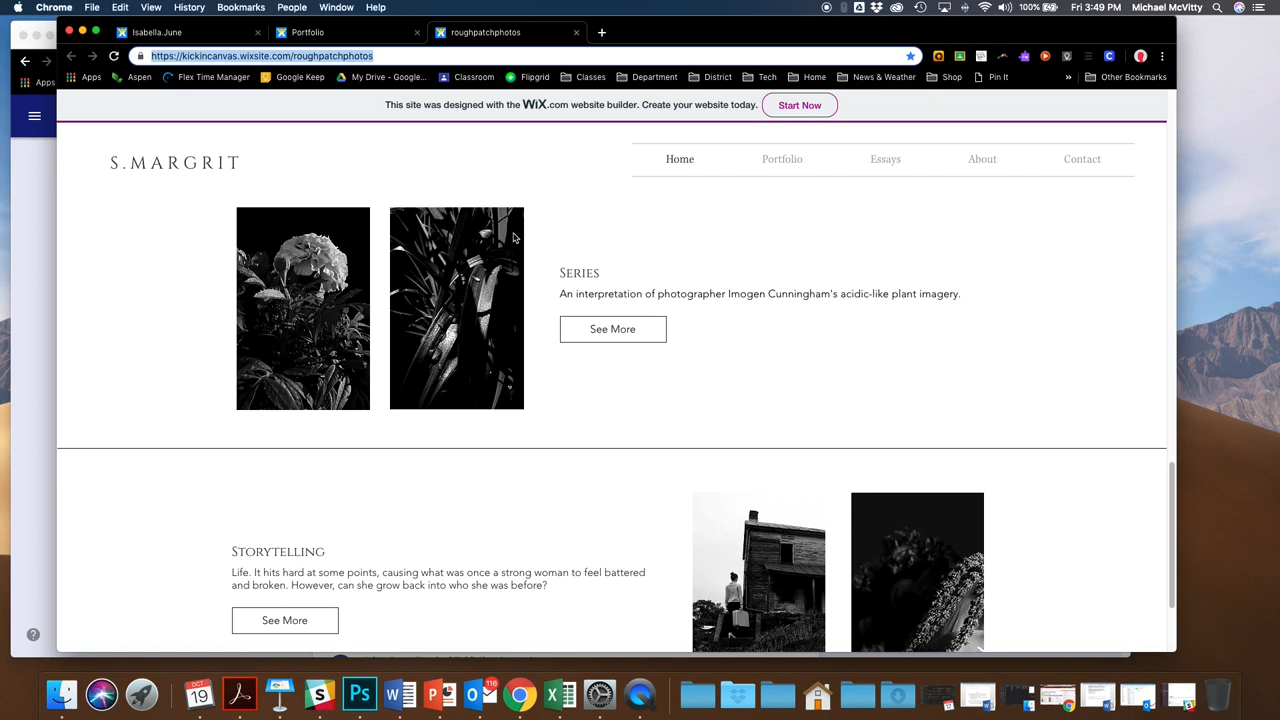 Chrome File Edit View History Bookmarks People Window Help
100% Fri 3:49 PM Michael McVitty
Isabella.June
Portfolio
roughpatchphotos
https://kickincanvas.wixsite.com/roughpatchphotos
Apps Aspen Flex Time Manager Google Keep My Drive - Google... Classroom Flipgrid Classes Department District Tech Home News & Weather Shop Pin It » Other Bookmarks
Apps
This site was designed with the WiX.com website builder. Create your website today. Start Now
S.MARGRIT
Home Portfolio Essays About Contact
Series
An interpretation of photographer Imogen Cunningham's acidic-like plant imagery.
See More
Storytelling
Life. It hits hard at some points, causing what was once a strong woman to feel battered
and broken. However, can she grow back into who she was before?
See More
OCT
19
Ps
W
P
O
116
X